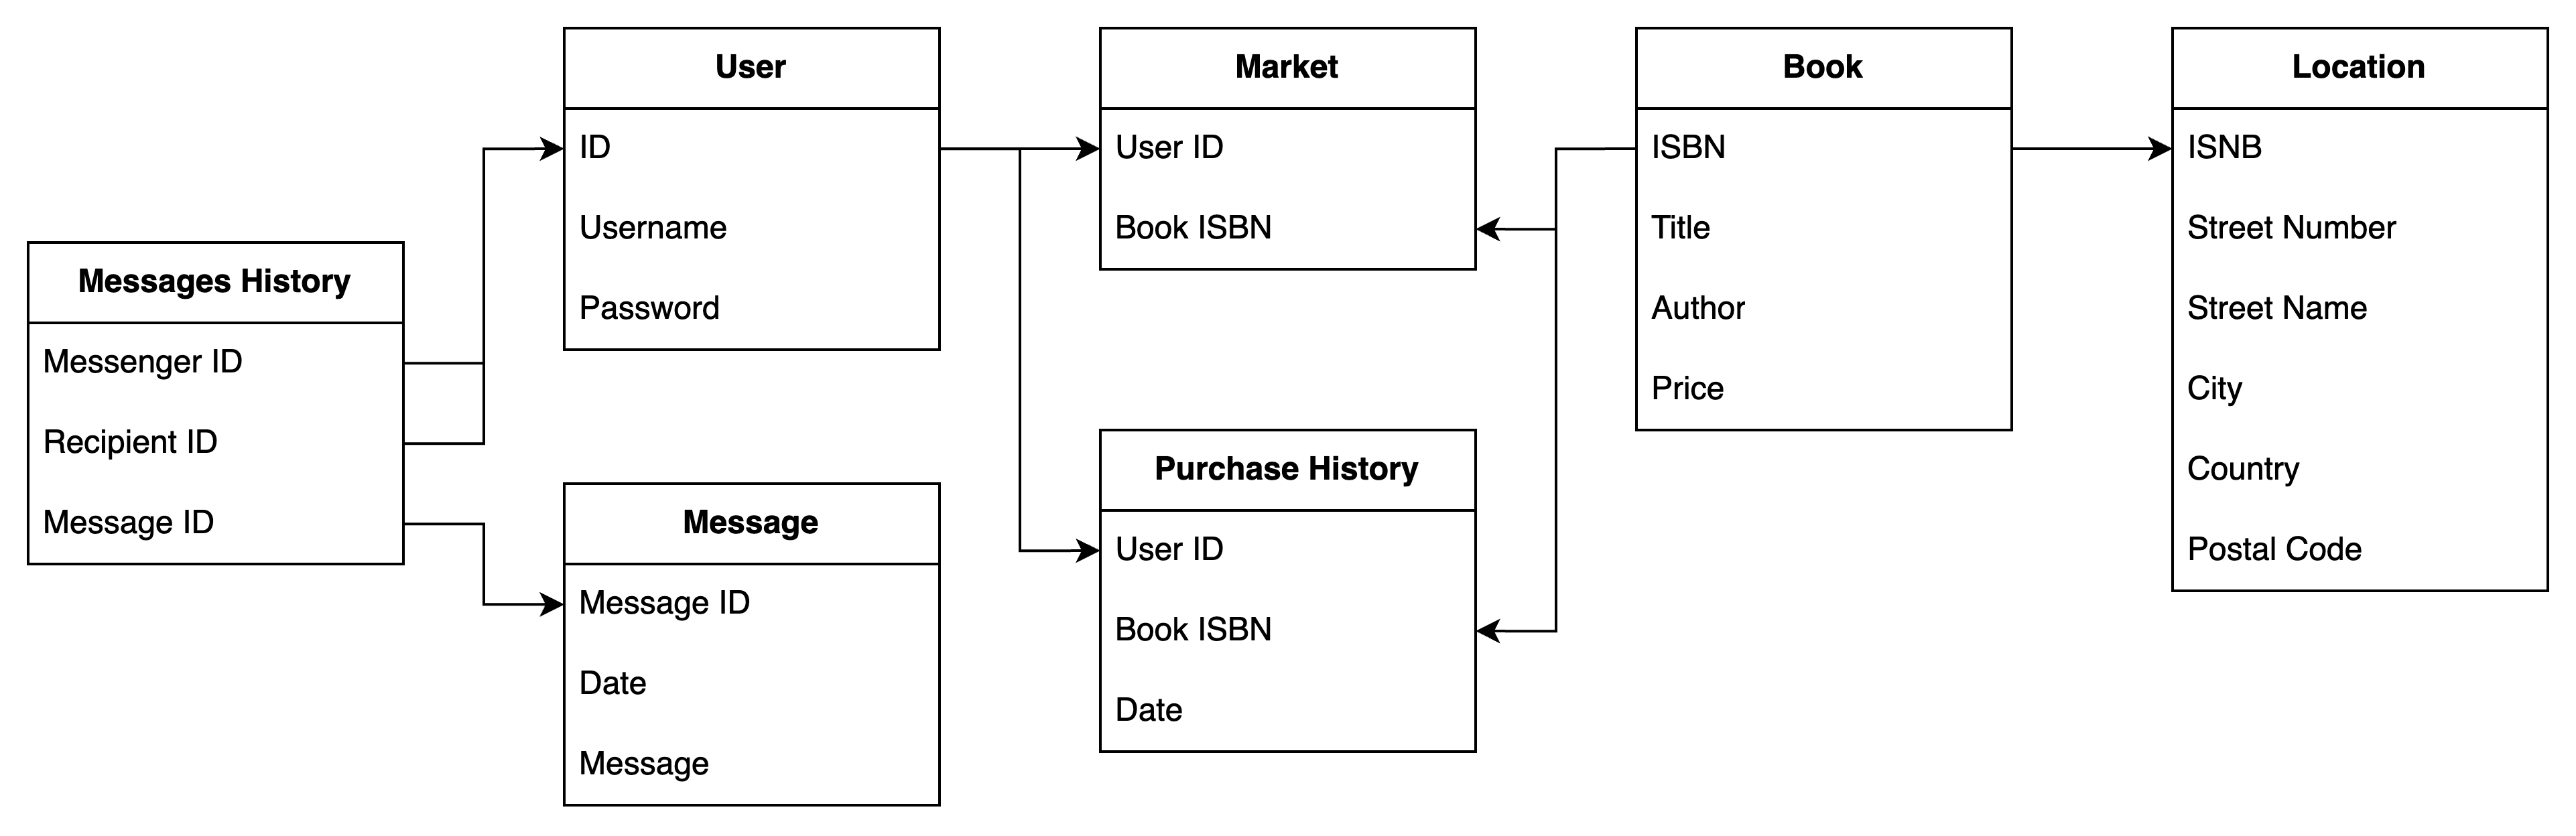 Messages History
Messenger ID
Recipient ID
Message ID
User
ID
Username
Password
Message
Message ID
Date
Message
Market
User ID
Book ISBN
Purchase History
User ID
Book ISBN
Date
Book
ISBN
Title
Author
Price
Location
ISNB
Street Number
Street Name
City
Country
Postal Code